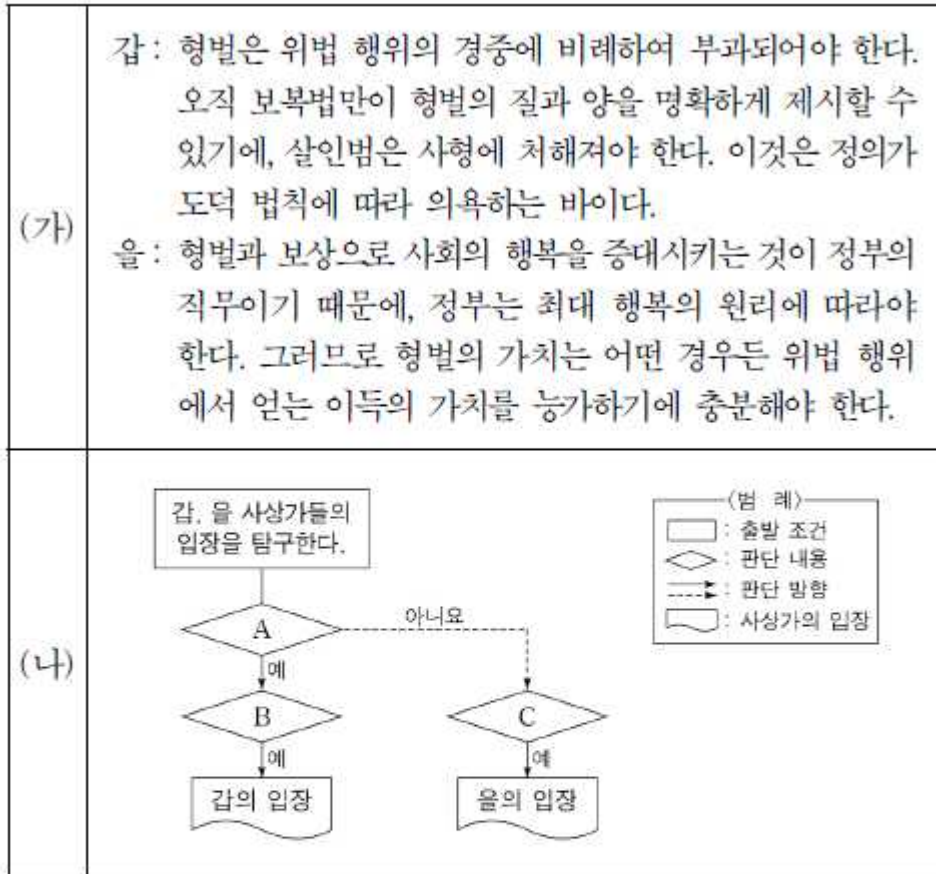 (가)
갑 : 형벌은 위법 행위의 경중에 비례하여 부과되어야 한다.
오직 보복법만이 형벌의 질과 양을 명확하게 제시할 수
있기에, 살인범은 사형에 처해져야 한다. 이것은 정의가
도덕 법칙에 따라 의욕하는 바이다.
을 : 형벌과 보상으로 사회의 행복을 증대시키는 것이 정부의
직무이기 때문에, 정부는 최대 행복의 원리에 따라야
한다. 그러므로 형벌의 가치는 어떤 경우든 위법 행위
에서 얻는 이득의 가치를 능가하기에 충분해야 한다.
(나)
갑, 을 사상가들의
입장을 탐구한다.
A
아니요
예
B
C
예
예
갑의 입장
을의 입장
<범 례>
: 출발 조건
: 판단 내용
: 판단 방향
: 사상가의 입장